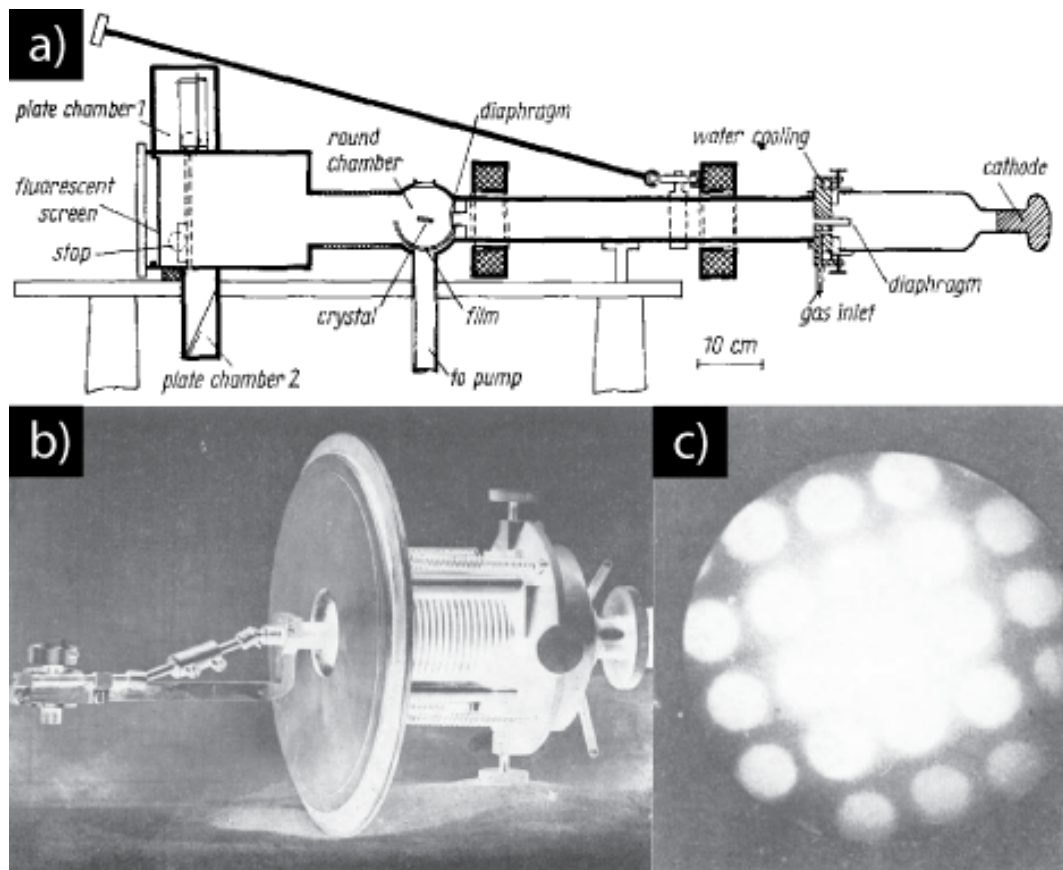 a)
plate chamber 1
fluorescent
screen
stop
plate chamber 2
round
chamber
crystal
film
to pump
diaphragm
water cooling
cathode
diaphragm
gas inlet
10 cm
b)
c)